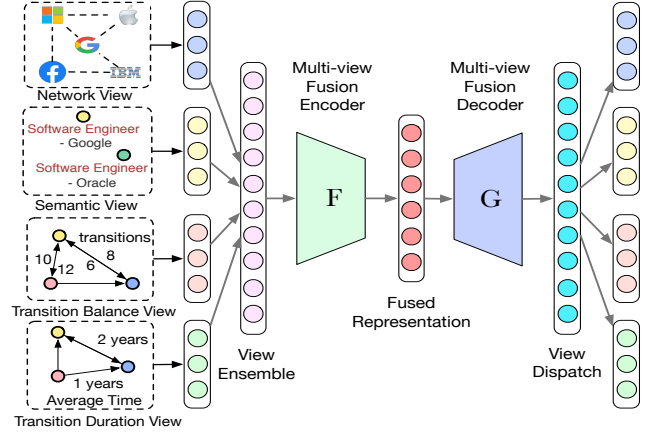 IBM
Network View
Software Engineer
- Google
Software Engineer
- Oracle
Semantic View
transitions
10
12
6
8
Transition Balance View
2 years
1 years
Average Time
Transition Duration View
View
Ensemble
Multi-view
Fusion
Encoder
F
Fused
Representation
Multi-view
Fusion
Decoder
G
View
Dispatch